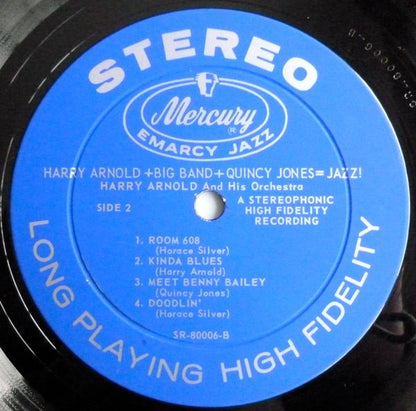 STEREO
Mercury
®
EMARCY JAZZ
HARRY ARNOLD +BIG BAND+QUINCY JONES=JAZZ!
HARRY ARNOLD And His Orchestra
SIDE 2
A STEREOPHONIC
HIGH FIDELITY
RECORDING
1. ROOM 608
(Horace Silver)
2. KINDA BLUES
(Harry Arnold)
3. MEET BENNY BAILEY
(Quincy Jones)
4. DOODLIN'
(Horace Silver)
SR-80006-B
LONG PLAYING HIGH FIDELITY